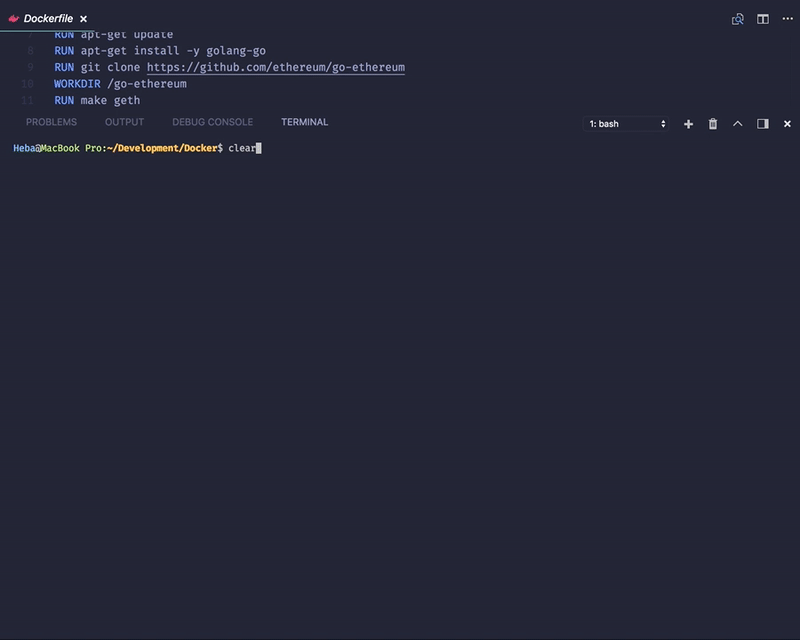 Dockerfile
7 RUN apt-get update
8 RUN apt-get install -y golang-go
9 RUN git clone https://github.com/ethereum/go-ethereum
10 WORKDIR /go-ethereum
11 RUN make geth
PROBLEMS OUTPUT DEBUG CONSOLE TERMINAL 1: bash
Heba@MacBook Pro:~/Development/Docker$ clear